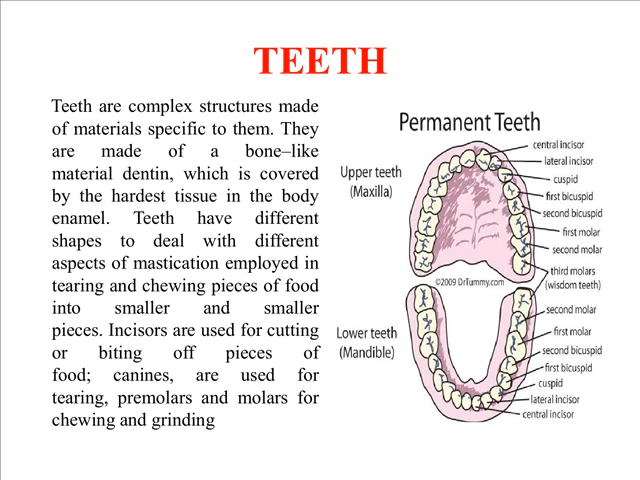 TEETH
Teeth are complex structures made
of materials specific to them. They
are made of a bone–like
material dentin, which is covered
by the hardest tissue in the body
enamel. Teeth have different
shapes to deal with different
aspects of mastication employed in
tearing and chewing pieces of food
into smaller and smaller
pieces. Incisors are used for cutting
or biting off pieces of
food; canines, are used for
tearing, premolars and molars for
chewing and grinding
Permanent Teeth
Upper teeth
(Maxilla)
central incisor
lateral incisor
cuspid
first bicuspid
second bicuspid
first molar
second molar
third molars
(wisdom teeth)
©2009 DrTummy.com
Lower teeth
(Mandible)
second molar
first molar
second bicuspid
first bicuspid
cuspid
lateral incisor
central incisor